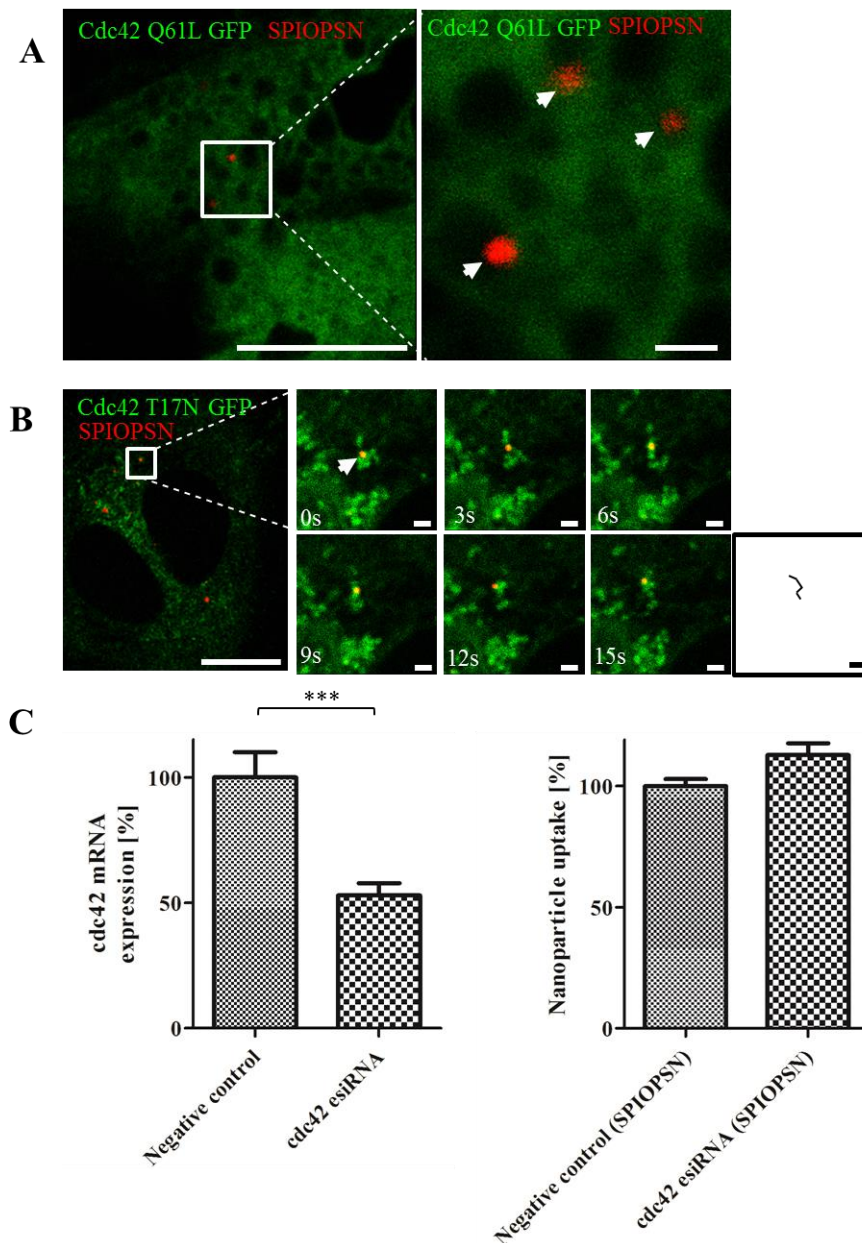 A
Cdc42 Q61L GFP SPIOPSN
Cdc42 Q61L GFP SPIOPSN
B
Cdc42 T17N GFP
SPIOPSN
0s
3s
6s
9s
12s
15s
C
***
cdc42 mRNA
expression [%]
100
50
0
Negative control
cdc42 esiRNA
Nanoparticle uptake [%]
100
50
0
Negative control (SPIOPSN)
cdc42 esiRNA (SPIOPSN)